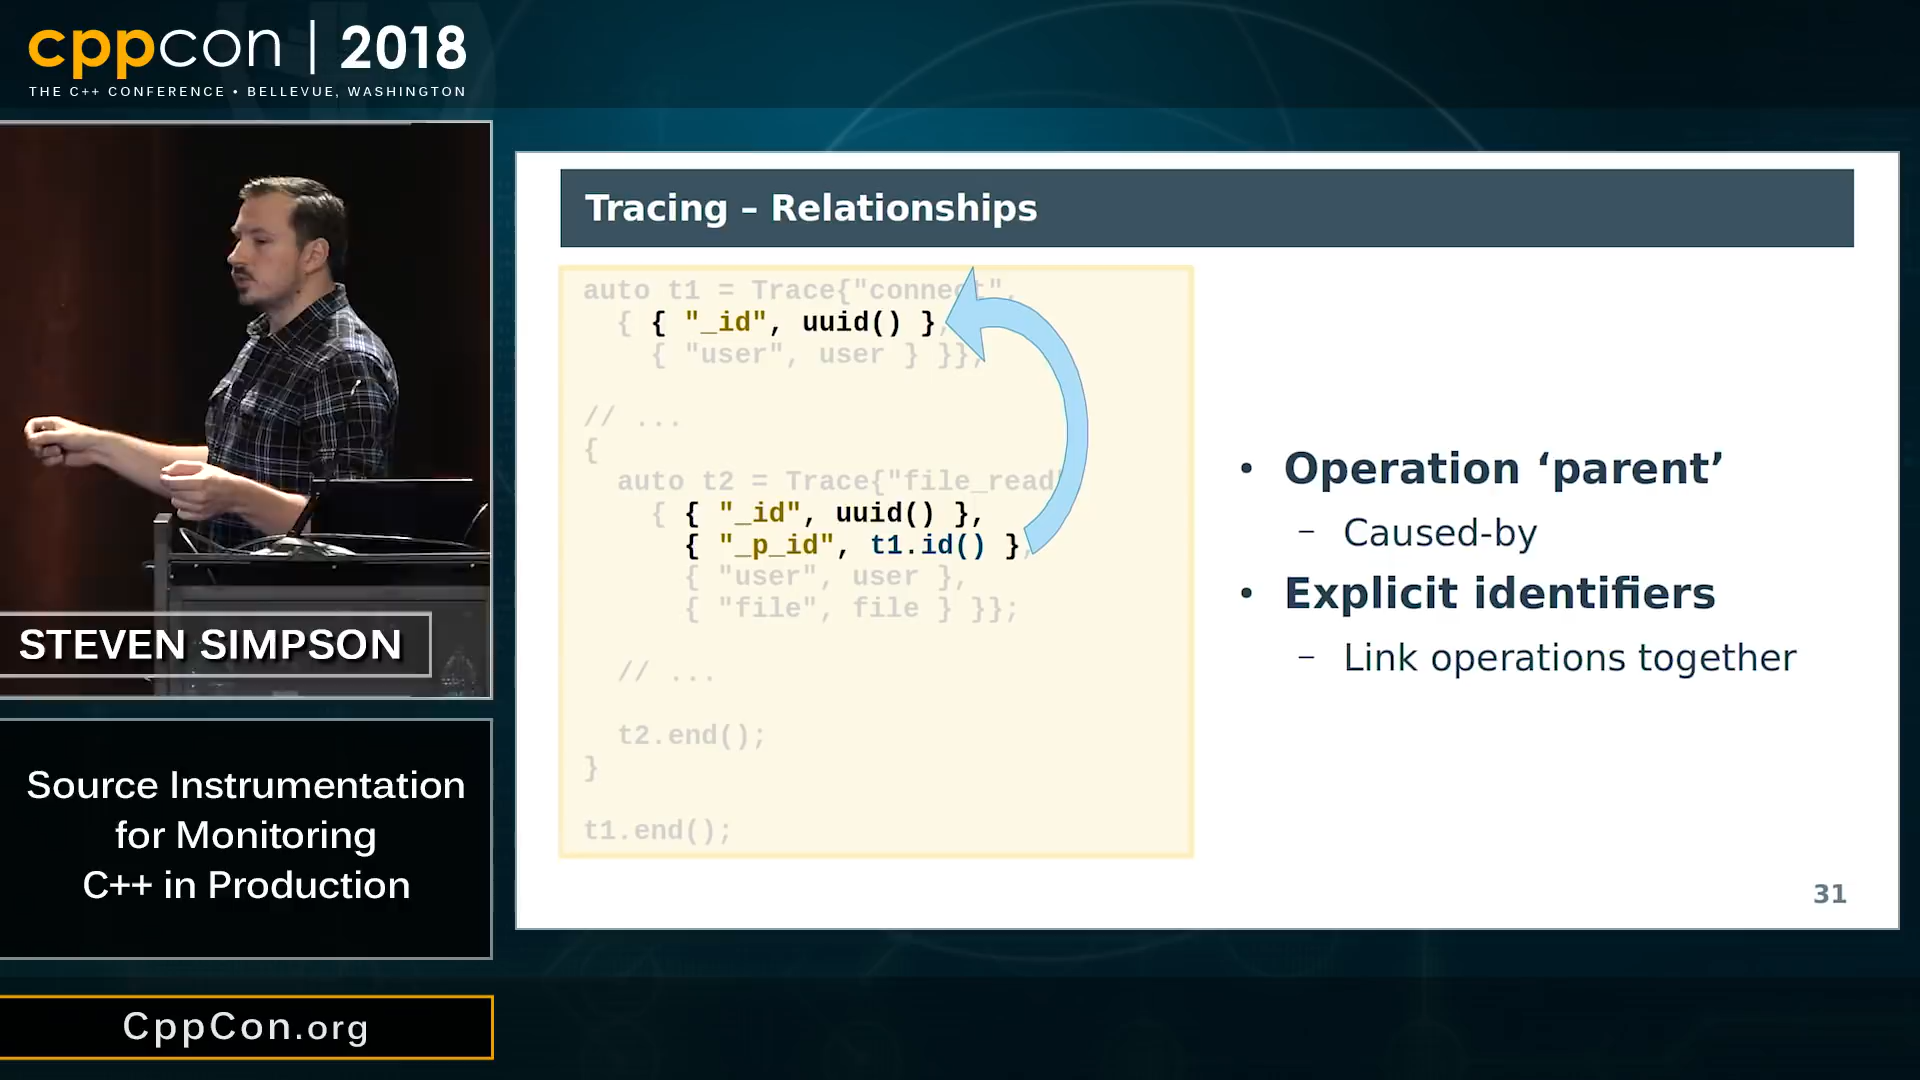 cppcon | 2018
THE C++ CONFERENCE • BELLEVUE, WASHINGTON
STEVEN SIMPSON
Source Instrumentation
for Monitoring
C++ in Production
CppCon.org
Tracing – Relationships
auto t1 = Trace{"connect",
{ { "_id", uuid() },
{ "user", user } }};
// ...
{
auto t2 = Trace{"file_read"
{ { "_id", uuid() },
{ "_p_id", t1.id() },
{ "user", user },
{ "file", file } }};
// ...
t2.end();
}
t1.end();
• Operation ‘parent’
– Caused-by
• Explicit identifiers
– Link operations together
31